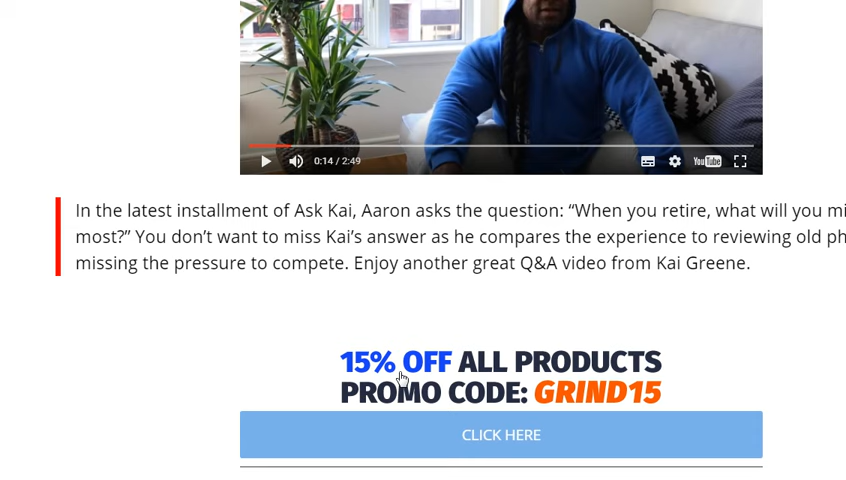 0:14 / 2:49
YouTube
In the latest installment of Ask Kai, Aaron asks the question: “When you retire, what will you mi
most?” You don’t want to miss Kai’s answer as he compares the experience to reviewing old ph
missing the pressure to compete. Enjoy another great Q&A video from Kai Greene.
15% OFF ALL PRODUCTS
PROMO CODE: GRIND15
CLICK HERE